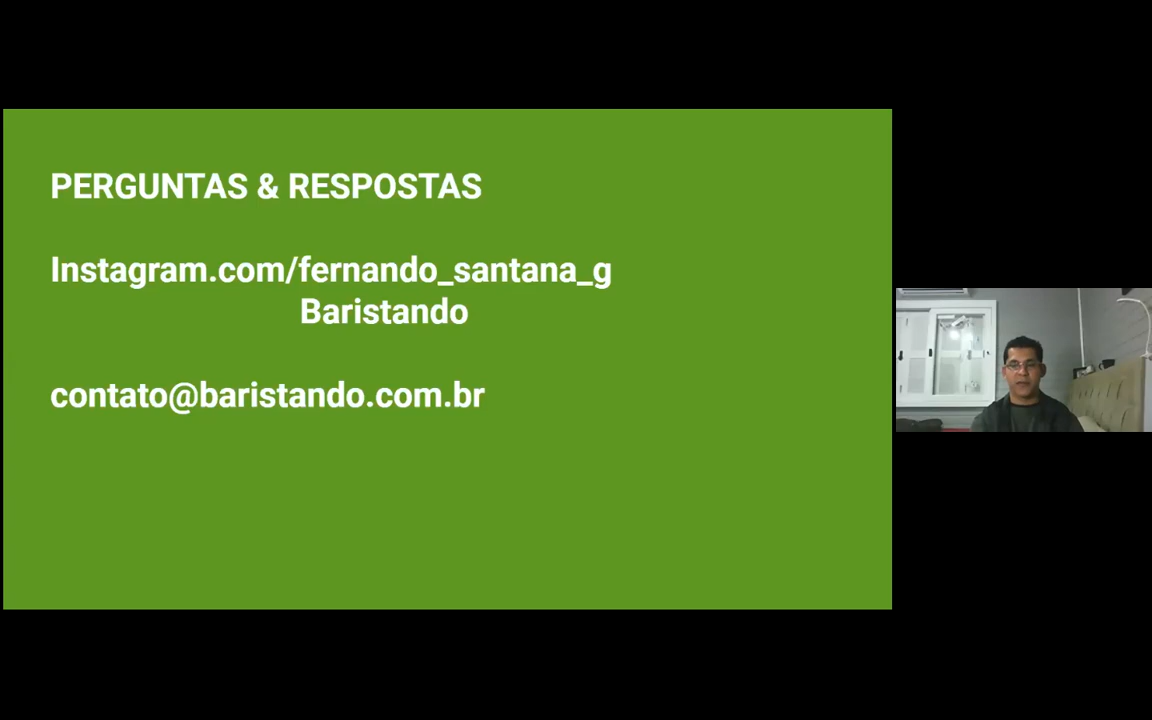 PERGUNTAS & RESPOSTAS
Instagram.com/fernando_santana_g
Baristando
contato@baristando.com.br